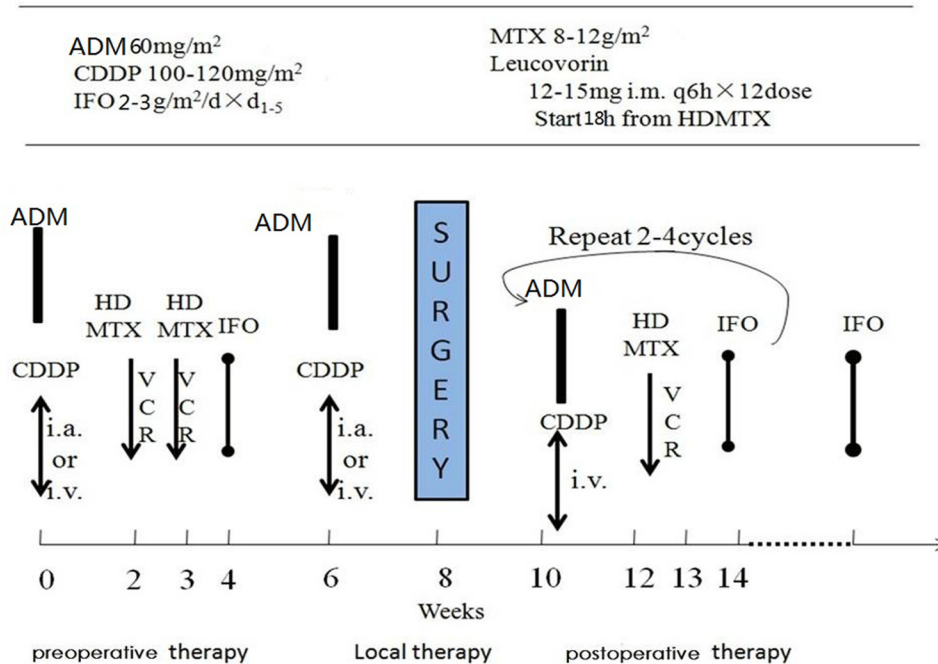 ADM 60mg/m²
CDDP 100-120mg/m²
IFO 2-3g/m²/d×d₁₋₅
MTX 8-12g/m²
Leucovorin
12-15mg i.m. q6h×12dose
Start 18h from HDMTX
ADM
CDDP
i.a.
or
i.v.
HD
MTX
VCR
HD
MTX
VCR
IFO
ADM
CDDP
i.a.
or
i.v.
SURGERY
Repeat 2-4cycles
ADM
CDDP
i.v.
HD
MTX
VCR
IFO
IFO
0 2 3 4 6 8 10 12 13 14
Weeks
preoperative therapy Local therapy postoperative therapy